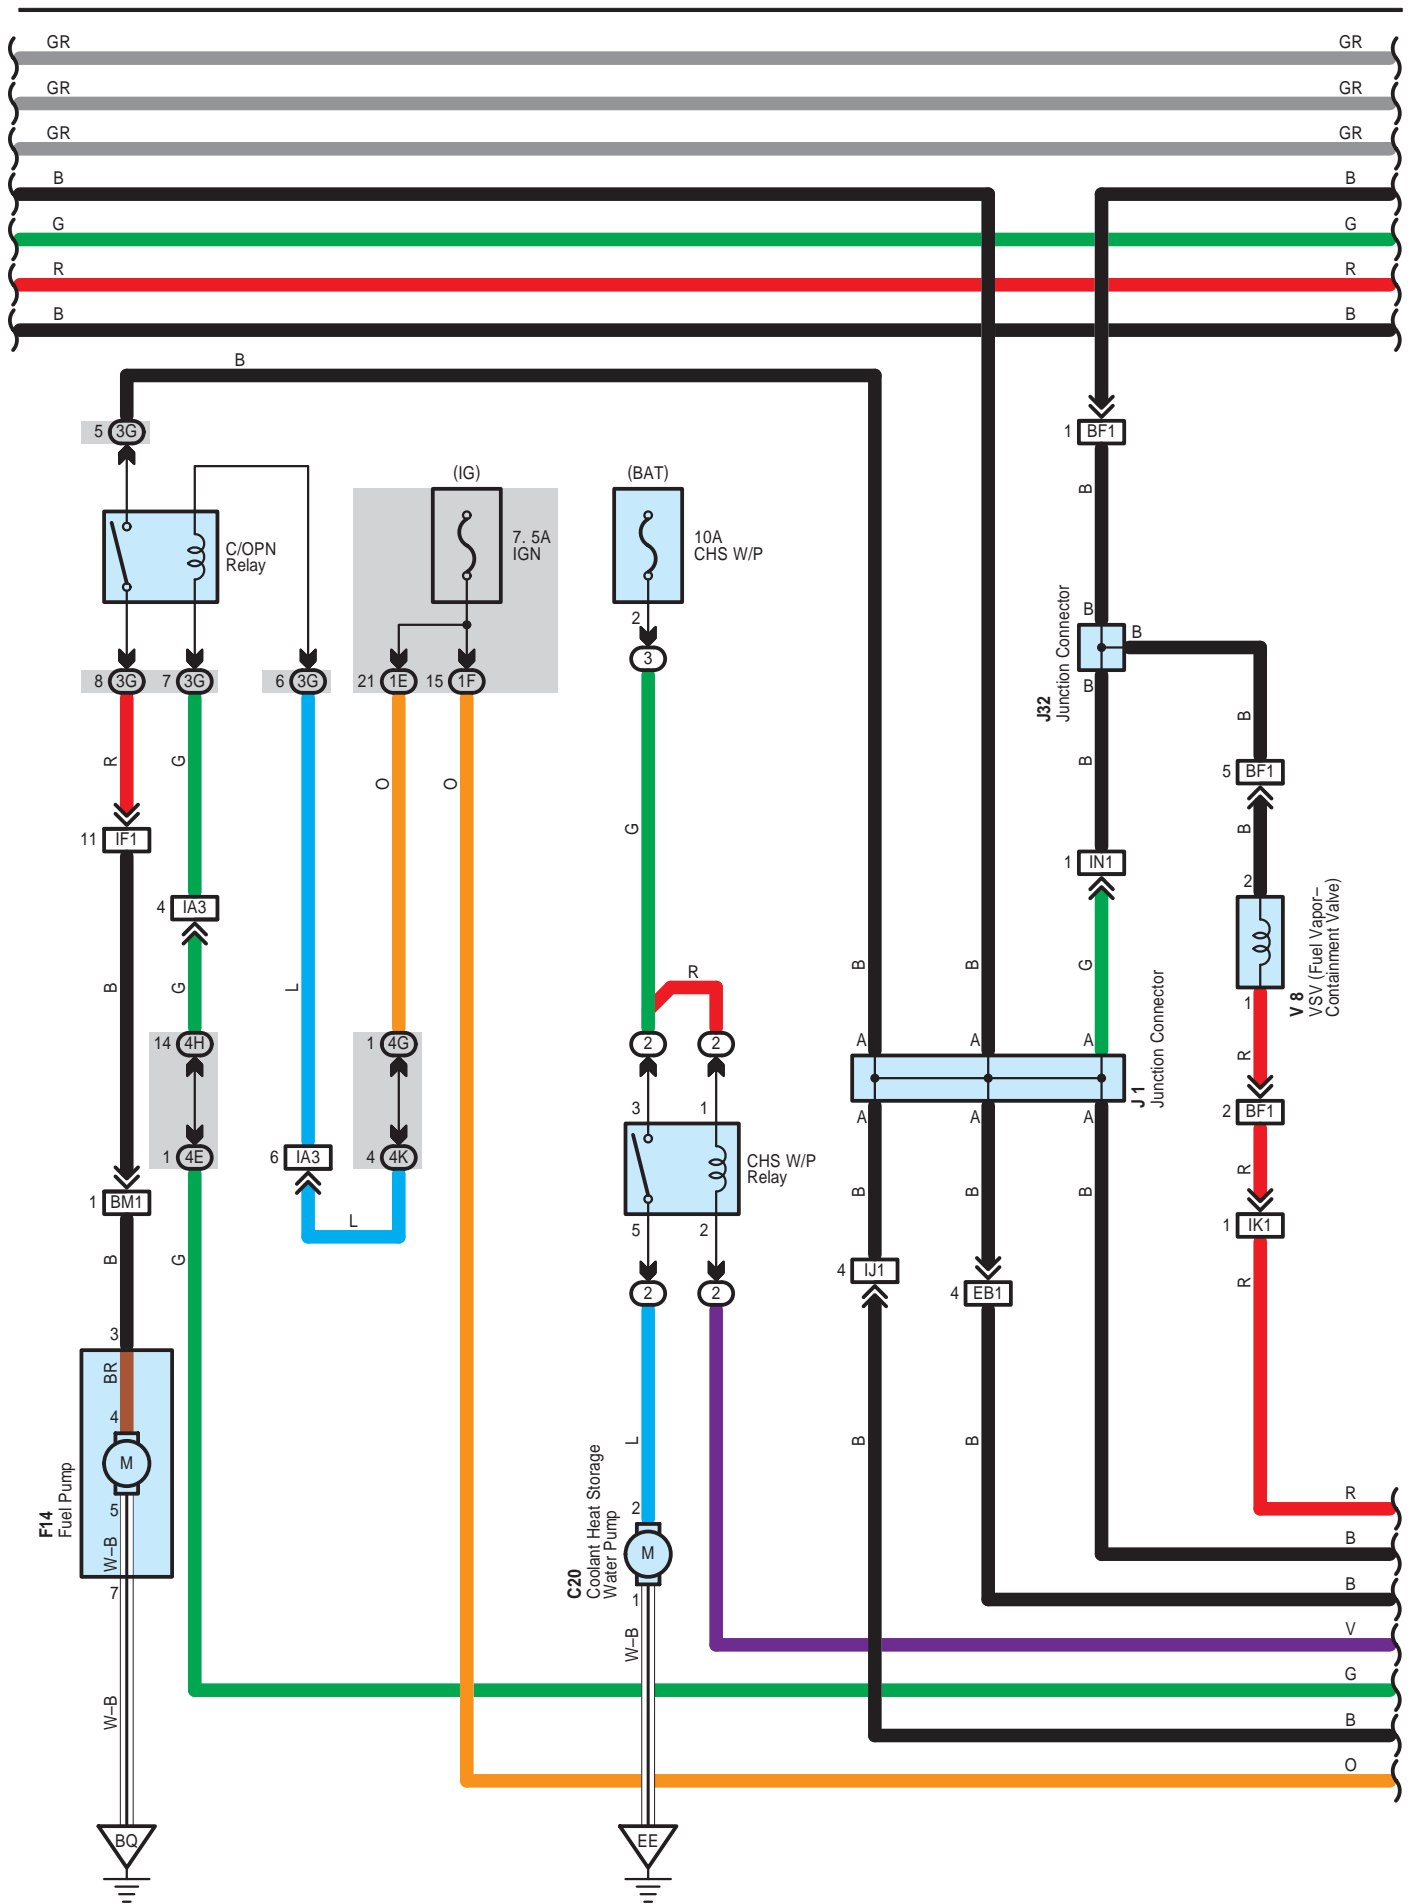 GR GR
GR GR
GR GR
B B
G G
R R
B B
B
5 3G
1 BF1
(IG) (BAT)
B
7. 5A
IGN
10A
CHS W/P
C/OPN
Relay
2
B
B
3
8 3G 7 3G 6 3G 21 1E 15 1F
B
J32
Junction Connector
B
R G O O B
5 BF1
11 IF1
G B
1 IN1
2
4 IA3
V 8
VSV (Fuel Vapor–
Containment Valve)
R
B B G
B G L
1
14 4H 1 4G 2 2 A A A
R
J 1
Junction Connector
3 1
A A A
2 BF1
1 4E 6 IA3 4 4K
CHS W/P
Relay
R
1 BM1
B B B
L
5 2
1 IK1
B G
4 IJ1
2 2
4 EB1
R
3
BR
4
L
B B
M
F14
Fuel Pump
5
C20
Coolant Heat Storage
Water Pump
2
M
W–B
7
1
R
B
B
W–B
V
G
W–B
B
O
BQ EE